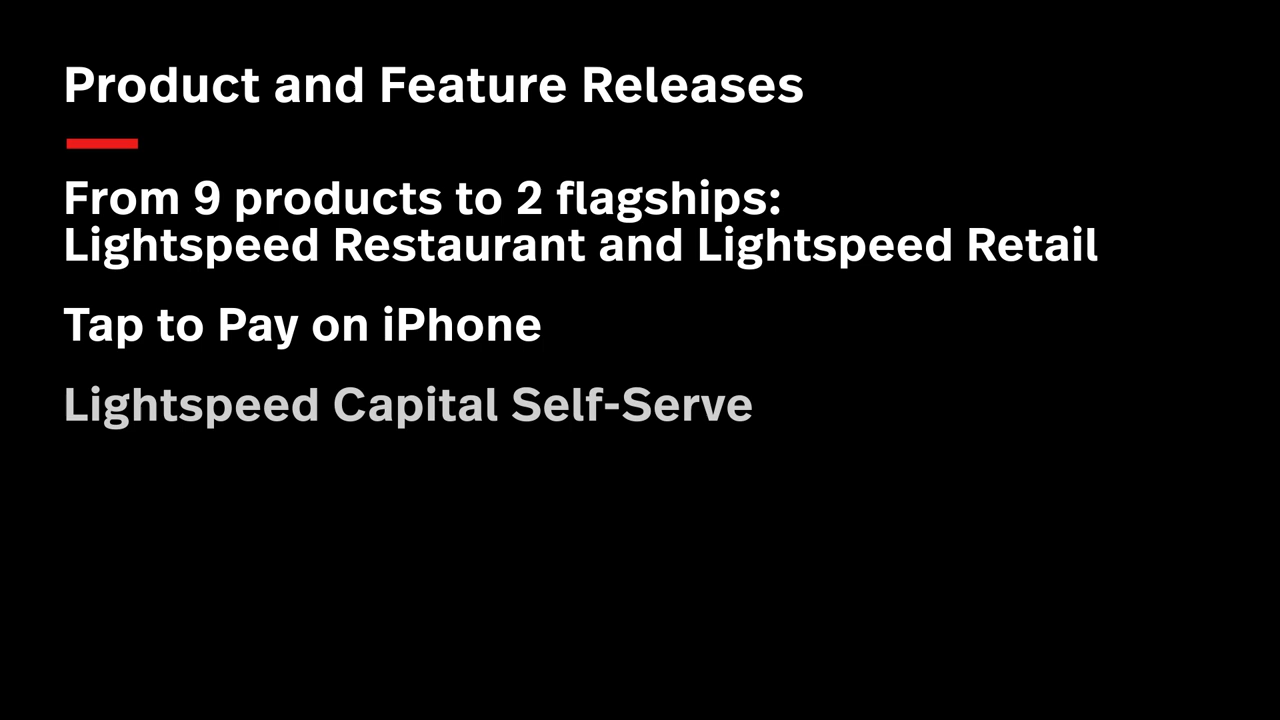 Product and Feature Releases
From 9 products to 2 flagships:
Lightspeed Restaurant and Lightspeed Retail
Tap to Pay on iPhone
Lightspeed Capital Self-Serve